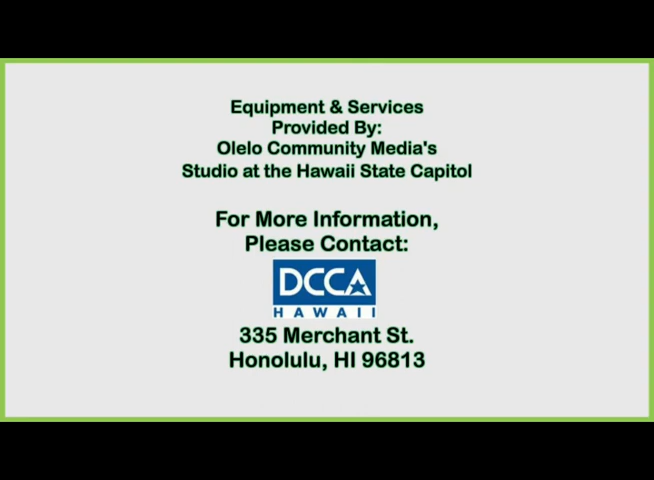 Equipment & Services
Provided By:
Olelo Community Media's
Studio at the Hawaii State Capitol
For More Information,
Please Contact:
DCCA
HAWAII
335 Merchant St.
Honolulu, HI 96813